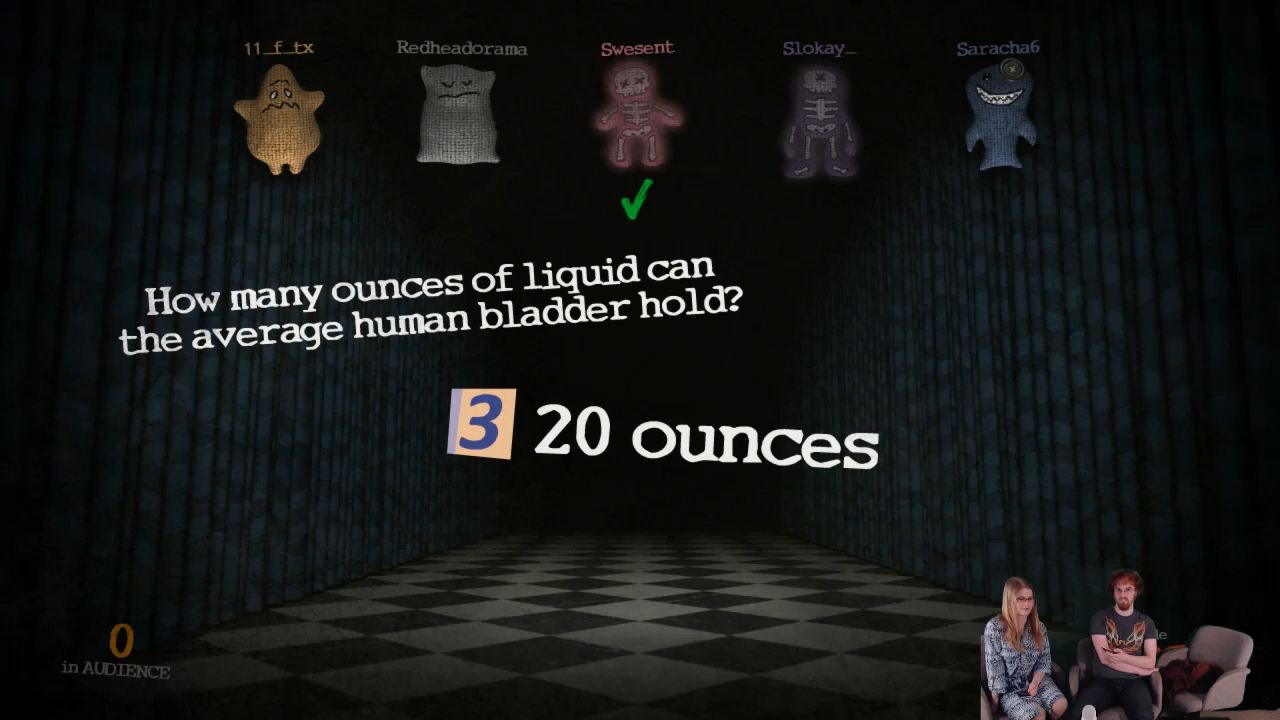 11_f_tx
Redheadorama
Swesent
Slokay_
Saracha6
How many ounces of liquid can
the average human bladder hold?
3 20 ounces
0
in AUDIENCE